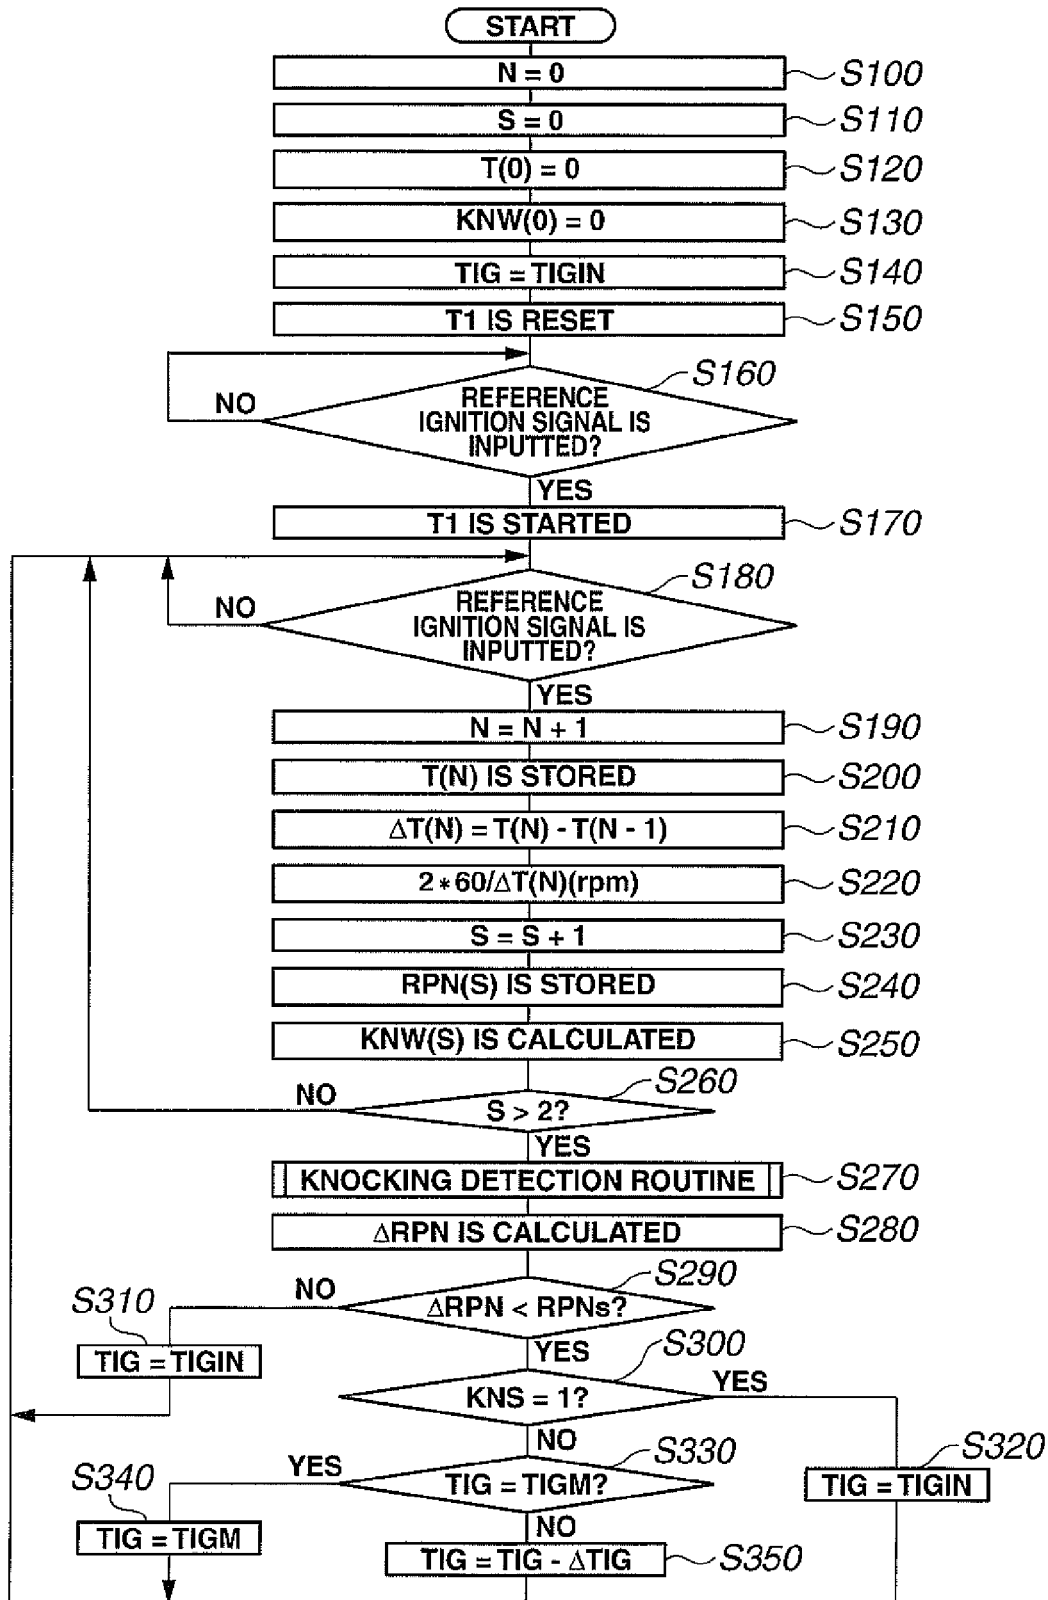 START
N = 0
S100
S = 0
S110
T(0) = 0
S120
KNW(0) = 0
S130
TIG = TIGIN
S140
T1 IS RESET
S150
S160
REFERENCE
IGNITION SIGNAL IS
INPUTTED?
NO
YES
T1 IS STARTED
S170
S180
REFERENCE
IGNITION SIGNAL IS
INPUTTED?
NO
YES
N = N + 1
S190
T(N) IS STORED
S200
ΔT(N) = T(N) - T(N - 1)
S210
2*60/ΔT(N)(rpm)
S220
S = S + 1
S230
RPN(S) IS STORED
S240
KNW(S) IS CALCULATED
S250
S260
NO
S > 2?
YES
KNOCKING DETECTION ROUTINE
S270
ΔRPN IS CALCULATED
S280
S290
NO
ΔRPN < RPNs?
S310
TIG = TIGIN
YES
S300
KNS = 1?
YES
NO
S330
S320
TIG = TIGIN
YES
TIG = TIGM?
S340
TIG = TIGM
NO
TIG = TIG - ΔTIG
S350